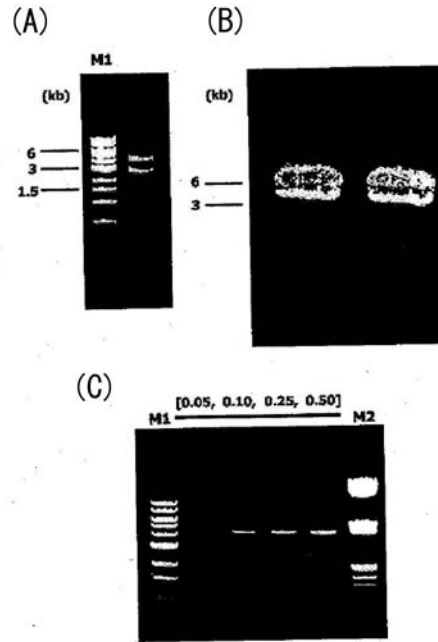 (A)
(B)
M1
(kb)
6
3
1.5
(kb)
6
3
(C)
[0.05, 0.10, 0.25, 0.50]
M1
M2